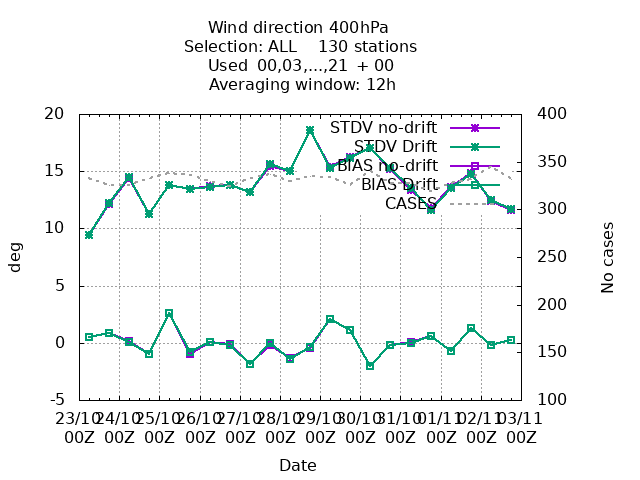 Wind direction 400hPa
Selection: ALL    130 stations
Used  00,03,...,21  + 00
Averaging window: 12h
20
15
10
5
0
-5
deg
400
350
300
250
200
150
100
No cases
STDV no-drift
STDV Drift
BIAS no-drift
BIAS Drift
CASES
23/10 24/10 25/10 26/10 27/10 28/10 29/10 30/10 31/10 01/11 02/11 03/11
00Z 00Z 00Z 00Z 00Z 00Z 00Z 00Z 00Z 00Z 00Z 00Z
Date